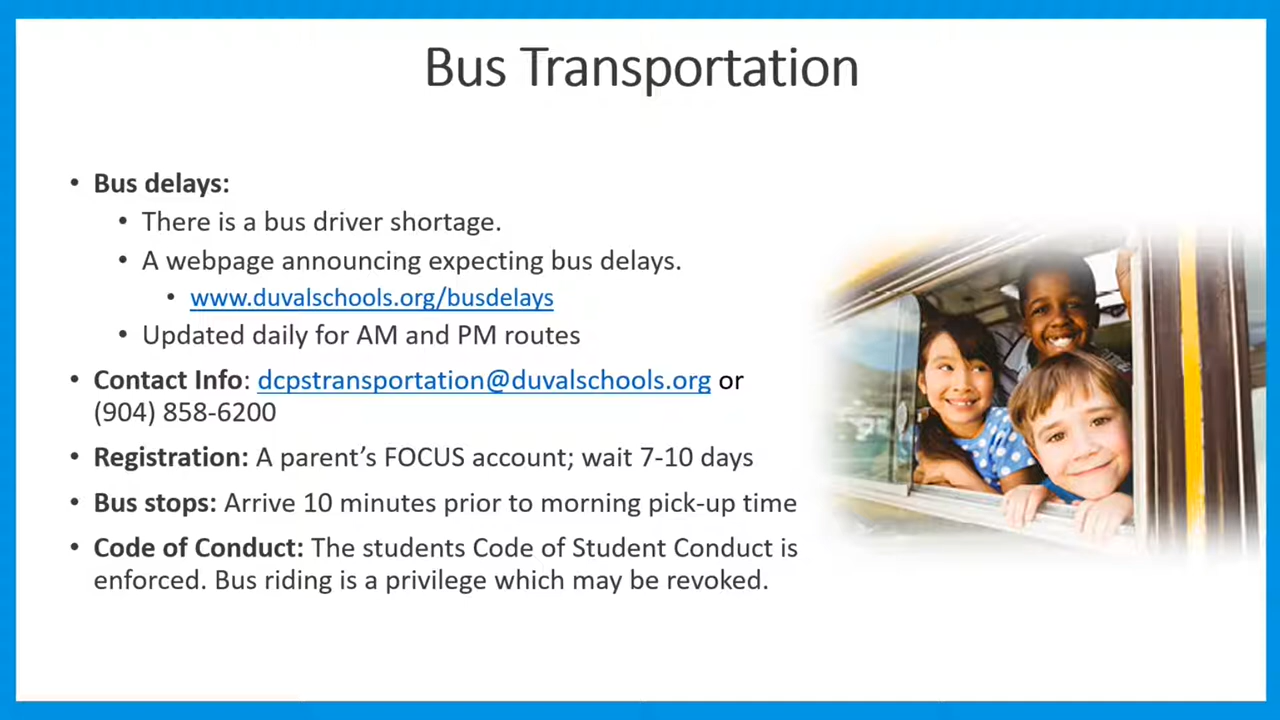 Bus Transportation
• Bus delays:
• There is a bus driver shortage.
• A webpage announcing expecting bus delays.
• www.duvalschools.org/busdelays
• Updated daily for AM and PM routes
• Contact Info: dcpstransportation@duvalschools.org or
(904) 858-6200
• Registration: A parent’s FOCUS account; wait 7-10 days
• Bus stops: Arrive 10 minutes prior to morning pick-up time
• Code of Conduct: The students Code of Student Conduct is
enforced. Bus riding is a privilege which may be revoked.